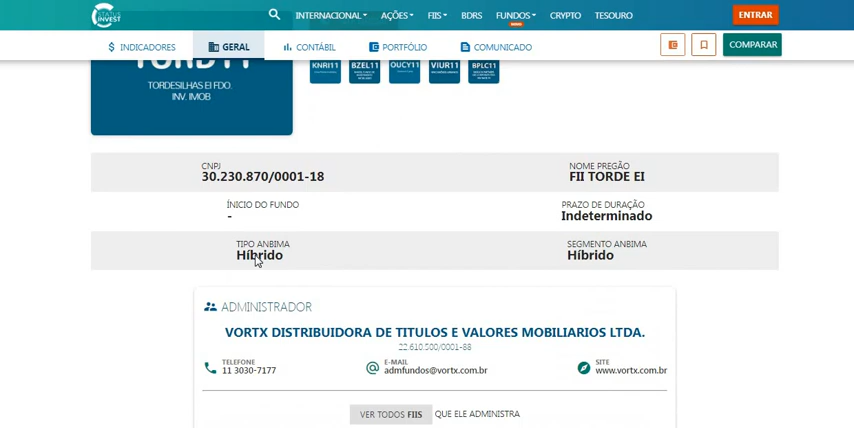 STATUS INVEST
INTERNACIONAL AÇÕES FIIS BDRS FUNDOS CRYPTO TESOURO ENTRAR
INDICADORES GERAL CONTÁBIL PORTFÓLIO COMUNICADO COMPARAR
TORD11
TORDESILHAS EI FDO.
INV. IMOB
KNRI11 BZEL11 OUCY11 VIUR11 BPLC11
CNPJ
30.230.870/0001-18
NOME PREGÃO
FII TORDE EI
ÍNICIO DO FUNDO
-
PRAZO DE DURAÇÃO
Indeterminado
TIPO ANBIMA
Híbrido
SEGMENTO ANBIMA
Híbrido
ADMINISTRADOR
VORTX DISTRIBUIDORA DE TITULOS E VALORES MOBILIARIOS LTDA.
22.610.500/0001-88
TELEFONE
11 3030-7177
E-MAIL
admfundos@vortx.com.br
SITE
www.vortx.com.br
VER TODOS FIIS QUE ELE ADMINISTRA